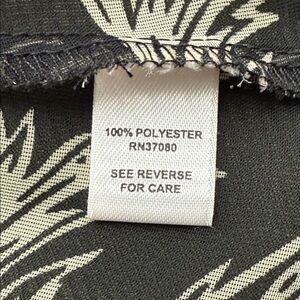 100% POLYESTER
RN37080
SEE REVERSE
FOR CARE